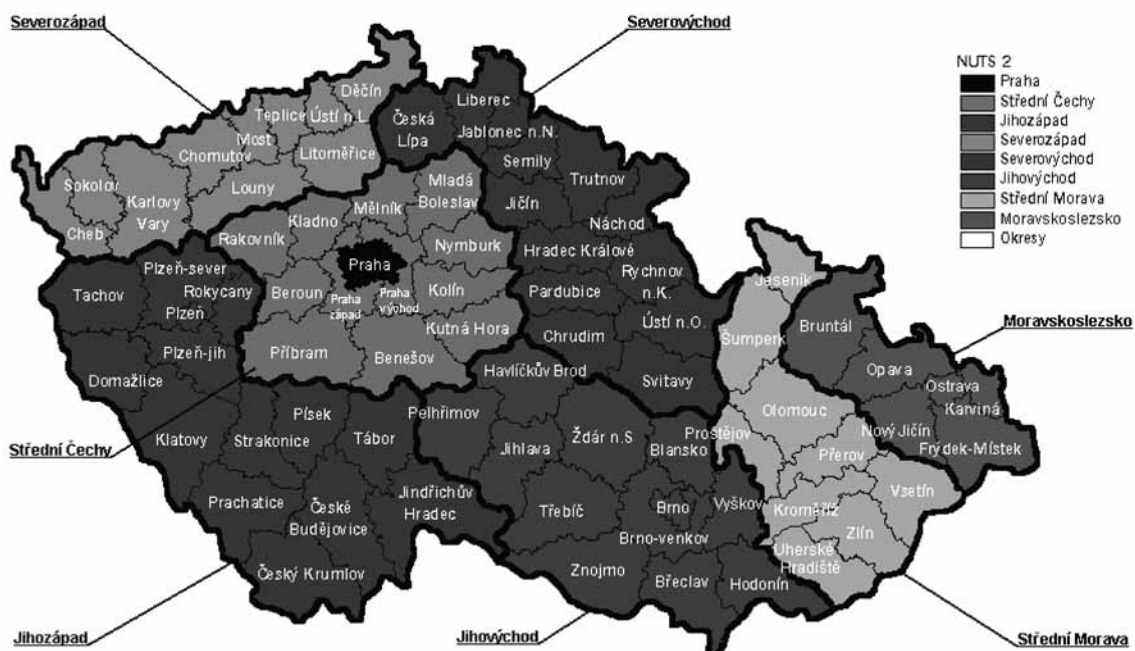 Severozápad
Severovýchod
NUTS 2
Praha
Střední Čechy
Jihozápad
Severozápad
Severovýchod
Jihovýchod
Střední Morava
Moravskoslezsko
Okresy
Děčín
Teplice
Ústí n.L.
Most
Chomutov
Litoměřice
Sokolov
Karlovy
Vary
Louny
Cheb
Česká
Lípa
Liberec
Jablonec n.N.
Semily
Trutnov
Jičín
Náchod
Hradec Králové
Rychnov
n.K.
Pardubice
Ústí n.O.
Chrudim
Svitavy
Mladá
Boleslav
Mělník
Kladno
Rakovník
Nymburk
Praha
Beroun
Praha
západ
Praha
východ
Kolín
Kutná Hora
Příbram
Benešov
Plzeň-sever
Tachov
Rokycany
Plzeň
Plzeň-jih
Domažlice
Klatovy
Písek
Strakonice
Tábor
Prachatice
České
Budějovice
Jindřichův
Hradec
Český Krumlov
Havlíčkův Brod
Pelhřimov
Jihlava
Ždár n.S
Blansko
Třebíč
Brno
Vyškov
Brno-venkov
Znojmo
Břeclav
Hodonín
Jeseník
Šumperk
Olomouc
Prostějov
Přerov
Kroměříž
Vsetín
Zlín
Uherské
Hradiště
Bruntál
Opava
Ostrava
Karviná
Nový Jičín
Frýdek-Místek
Moravskoslezsko
Střední Čechy
Jihozápad
Jihovýchod
Střední Morava